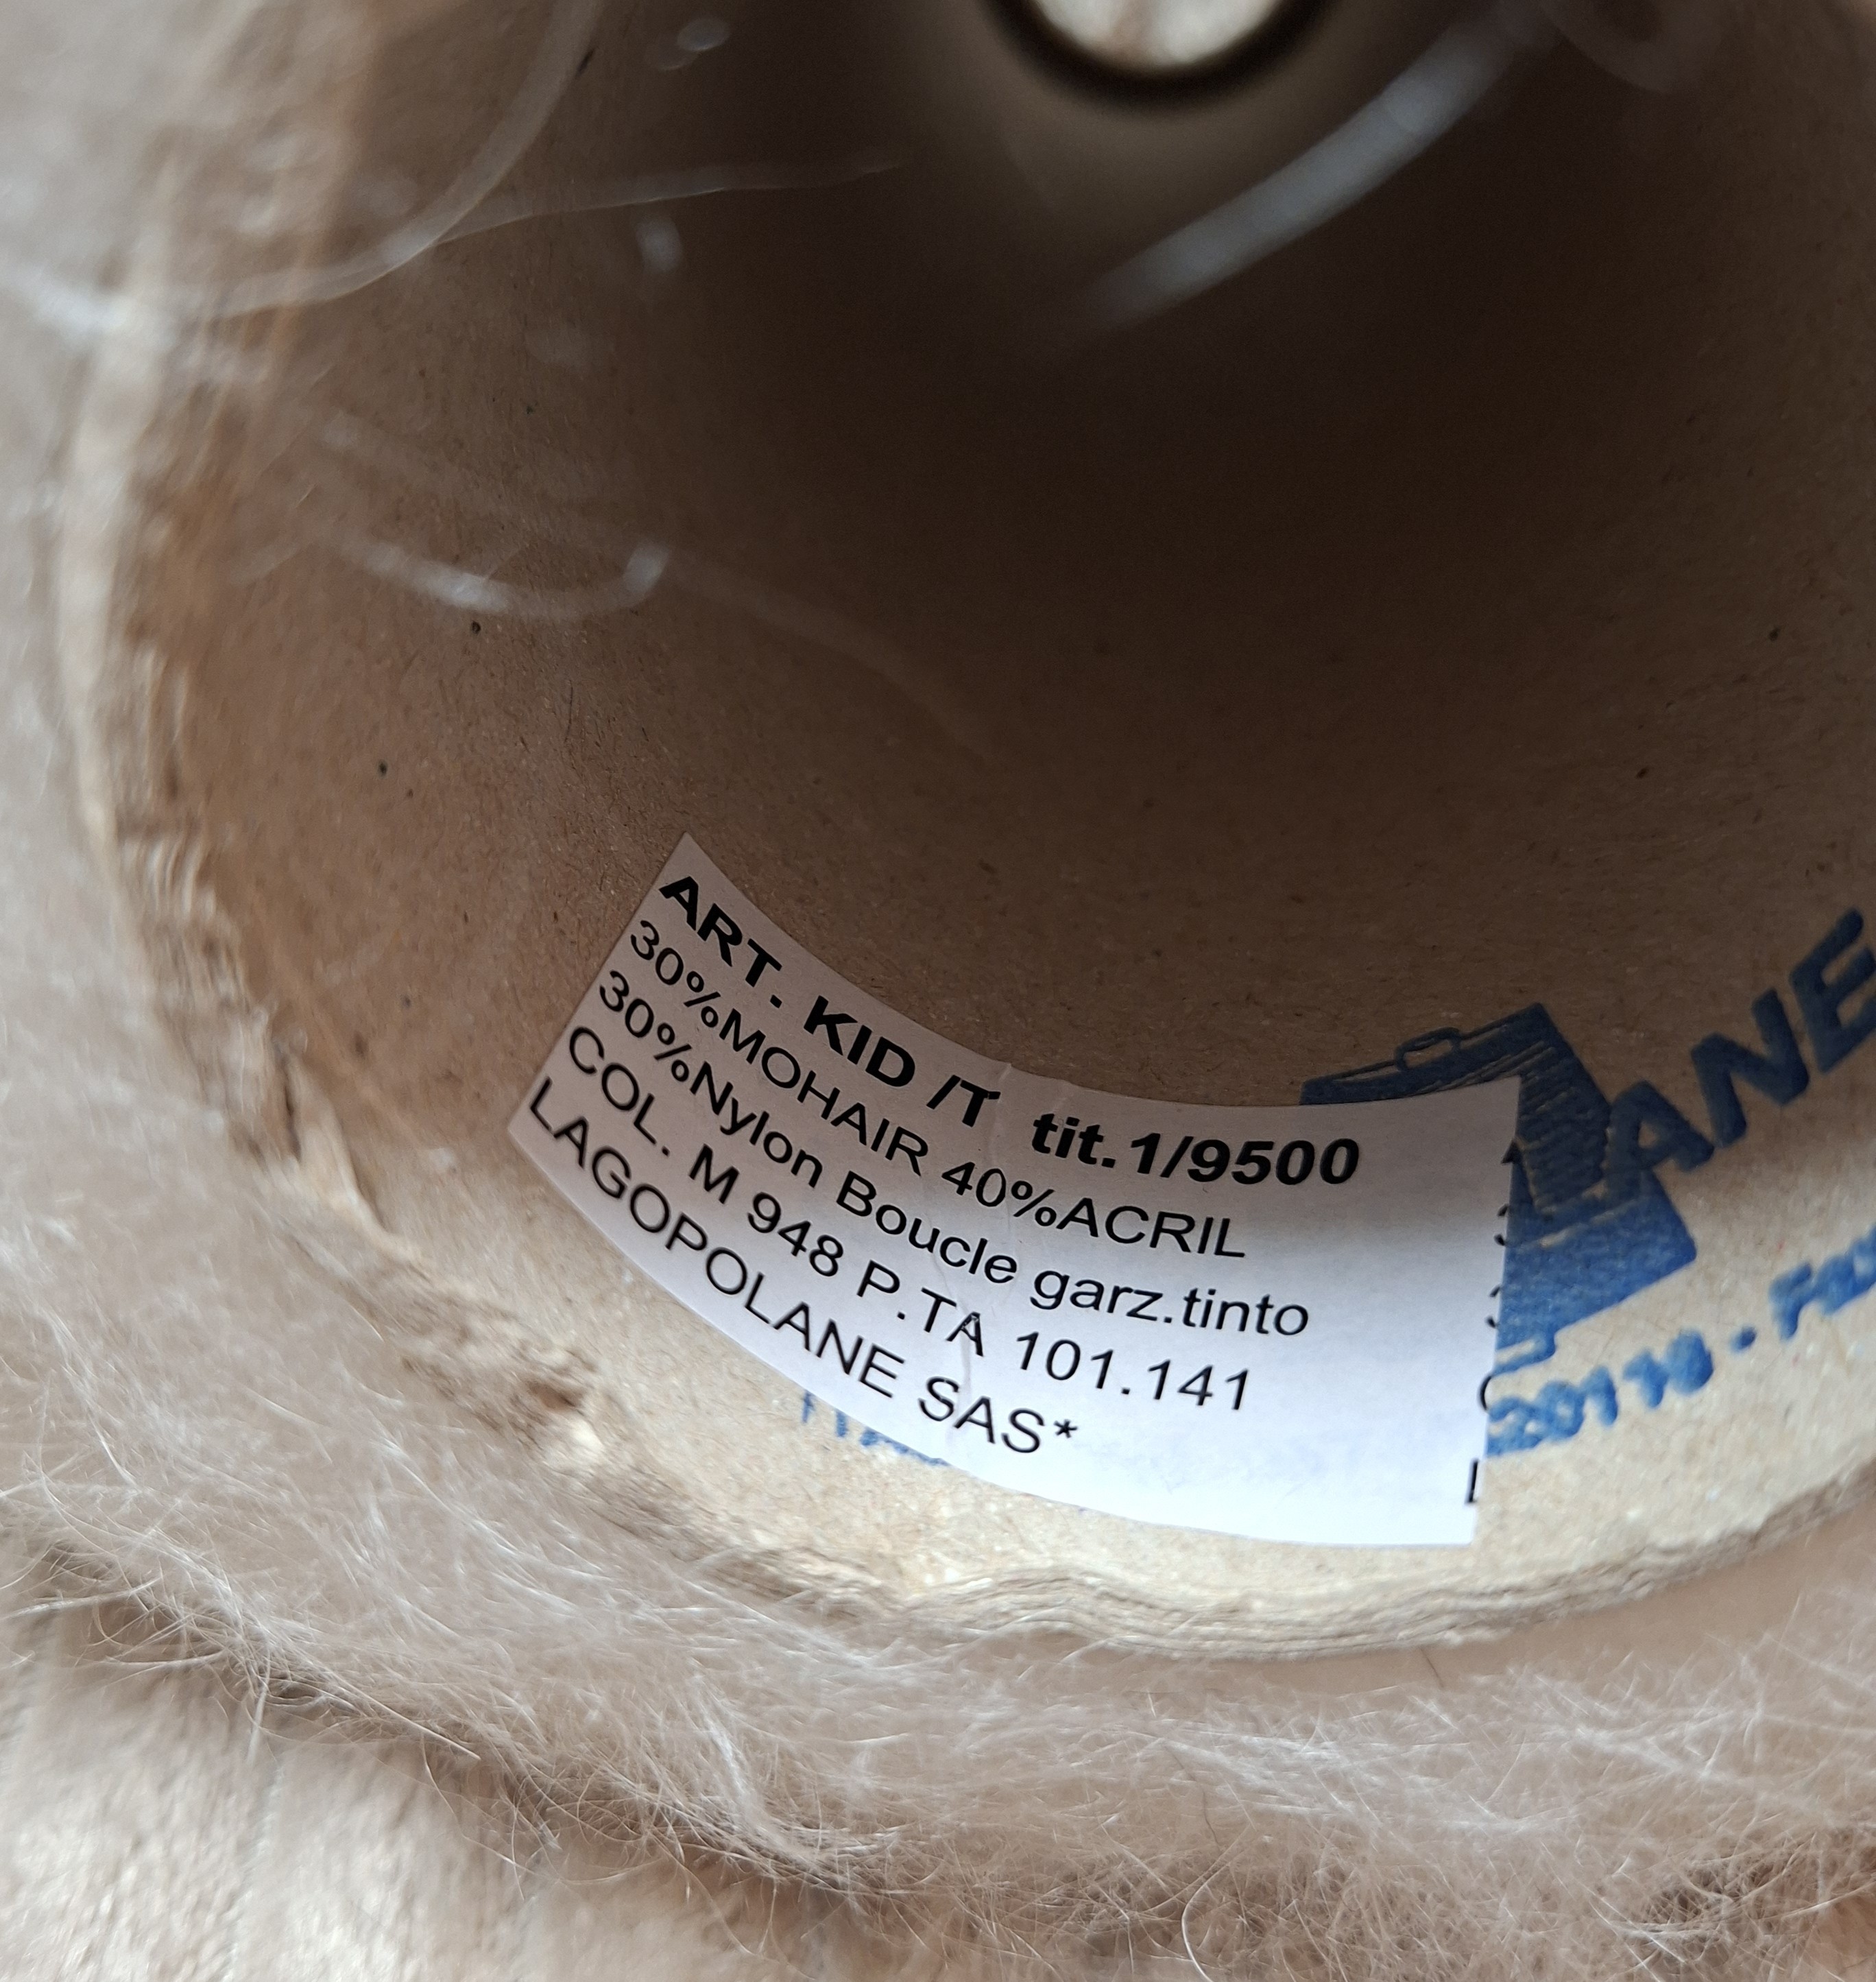 ART. KID /T tit.1/9500
30%MOHAIR 40%ACRIL
30%Nylon Boucle garz.tinto
COL. M 948 P.TA 101.141
LAGOPOLANE SAS*
ANE